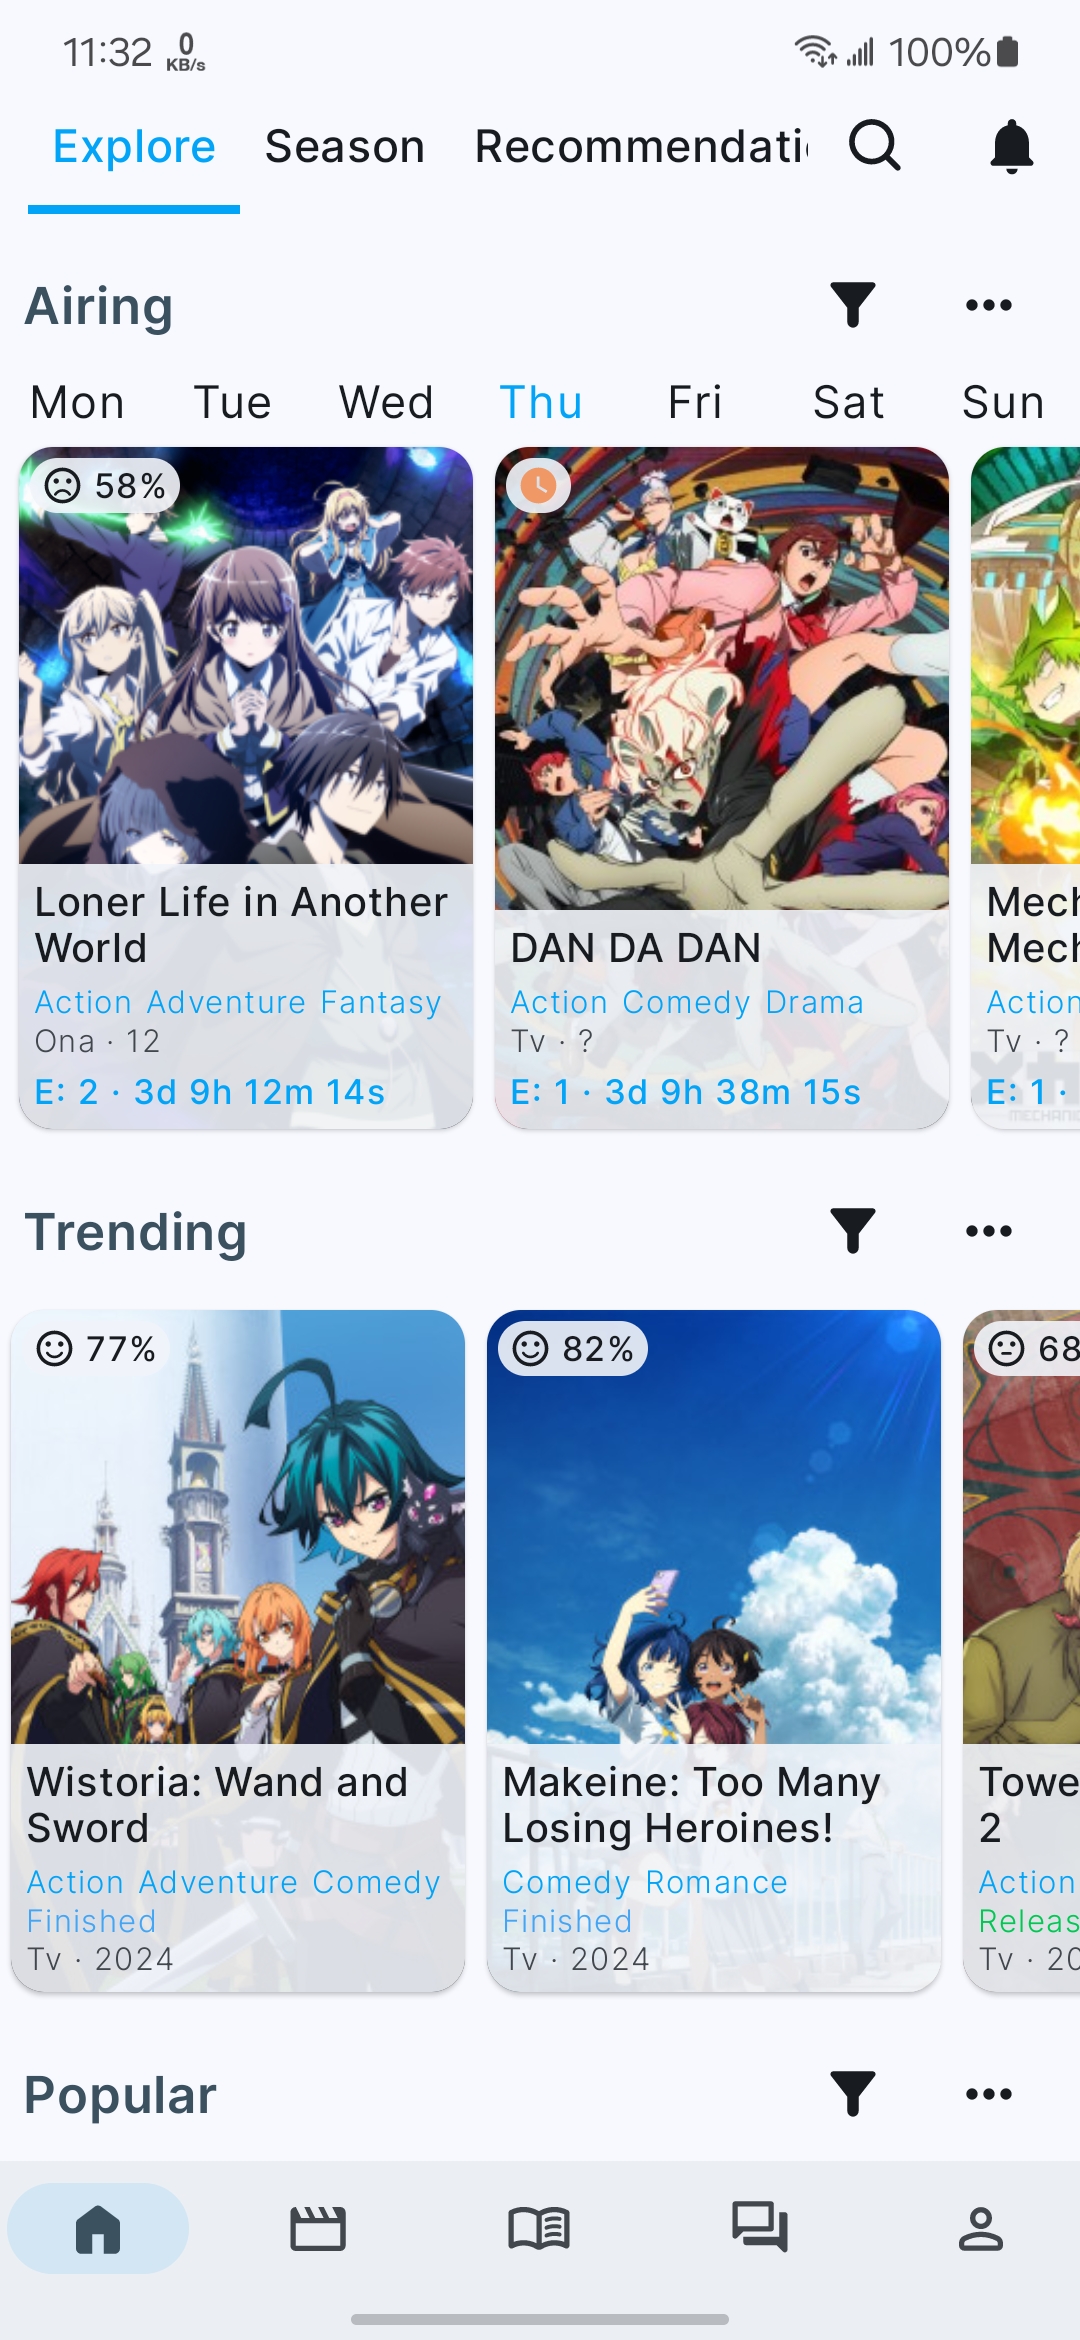 11:32 0 KB/s 100%
Explore Season Recommendati
Airing
Mon Tue Wed Thu Fri Sat Sun
58%
Loner Life in Another
World
Action Adventure Fantasy
Ona · 12
E: 2 · 3d 9h 12m 14s
DAN DA DAN
Action Comedy Drama
Tv · ?
E: 1 · 3d 9h 38m 15s
Mech
Mech
Action
Tv · ?
E: 1 ·
Trending
77%
Wistoria: Wand and
Sword
Action Adventure Comedy
Finished
Tv · 2024
82%
Makeine: Too Many
Losing Heroines!
Comedy Romance
Finished
Tv · 2024
68
Towe
2
Action
Releas
Tv · 20
Popular